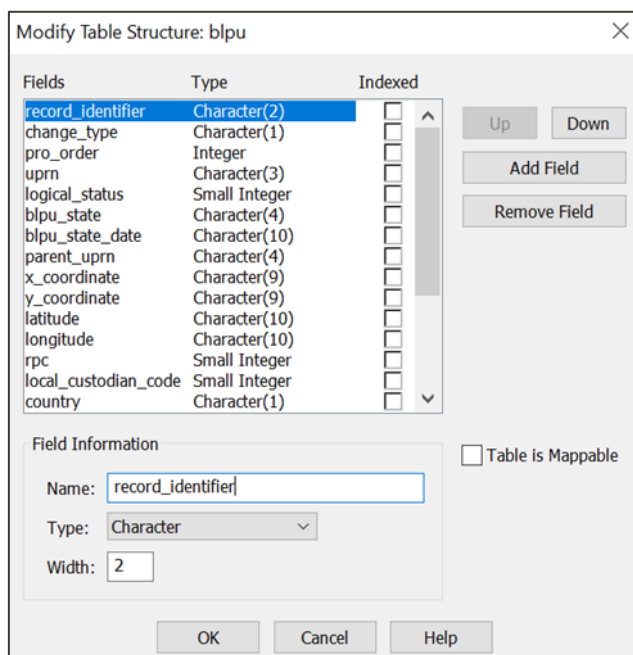 Modify Table Structure: blpu
Fields Type Indexed
record_identifier Character(2)
change_type Character(1)
pro_order Integer
uprn Character(3)
logical_status Small Integer
blpu_state Character(4)
blpu_state_date Character(10)
parent_uprn Character(4)
x_coordinate Character(9)
y_coordinate Character(9)
latitude Character(10)
longitude Character(10)
rpc Small Integer
local_custodian_code Small Integer
country Character(1)
Up Down
Add Field
Remove Field
Field Information
Name: record_identifier
Type: Character
Width: 2
Table is Mappable
OK Cancel Help